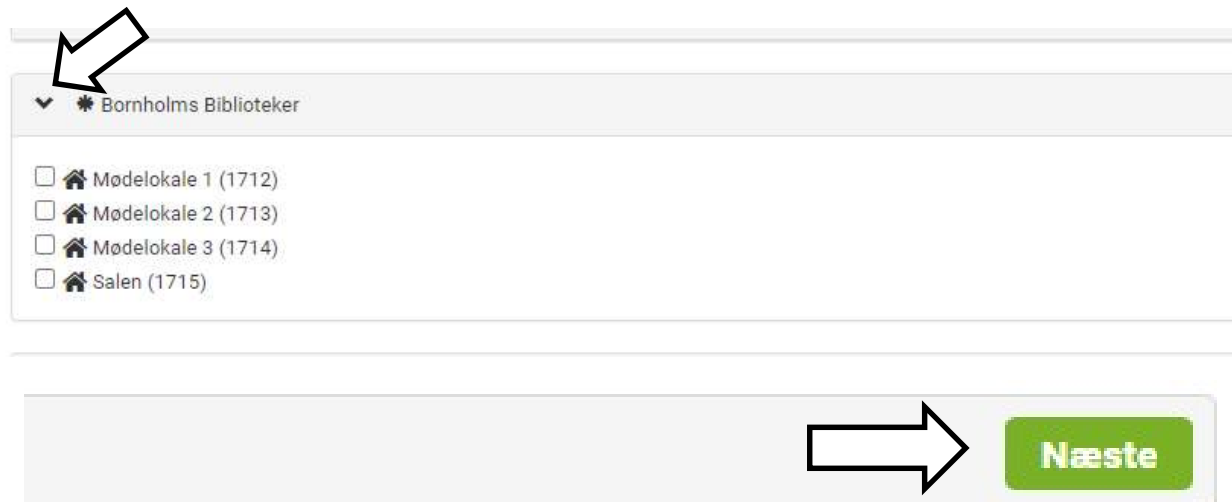 Bornholms Biblioteker
Mødelokale 1 (1712)
Mødelokale 2 (1713)
Mødelokale 3 (1714)
Salen (1715)
Næste